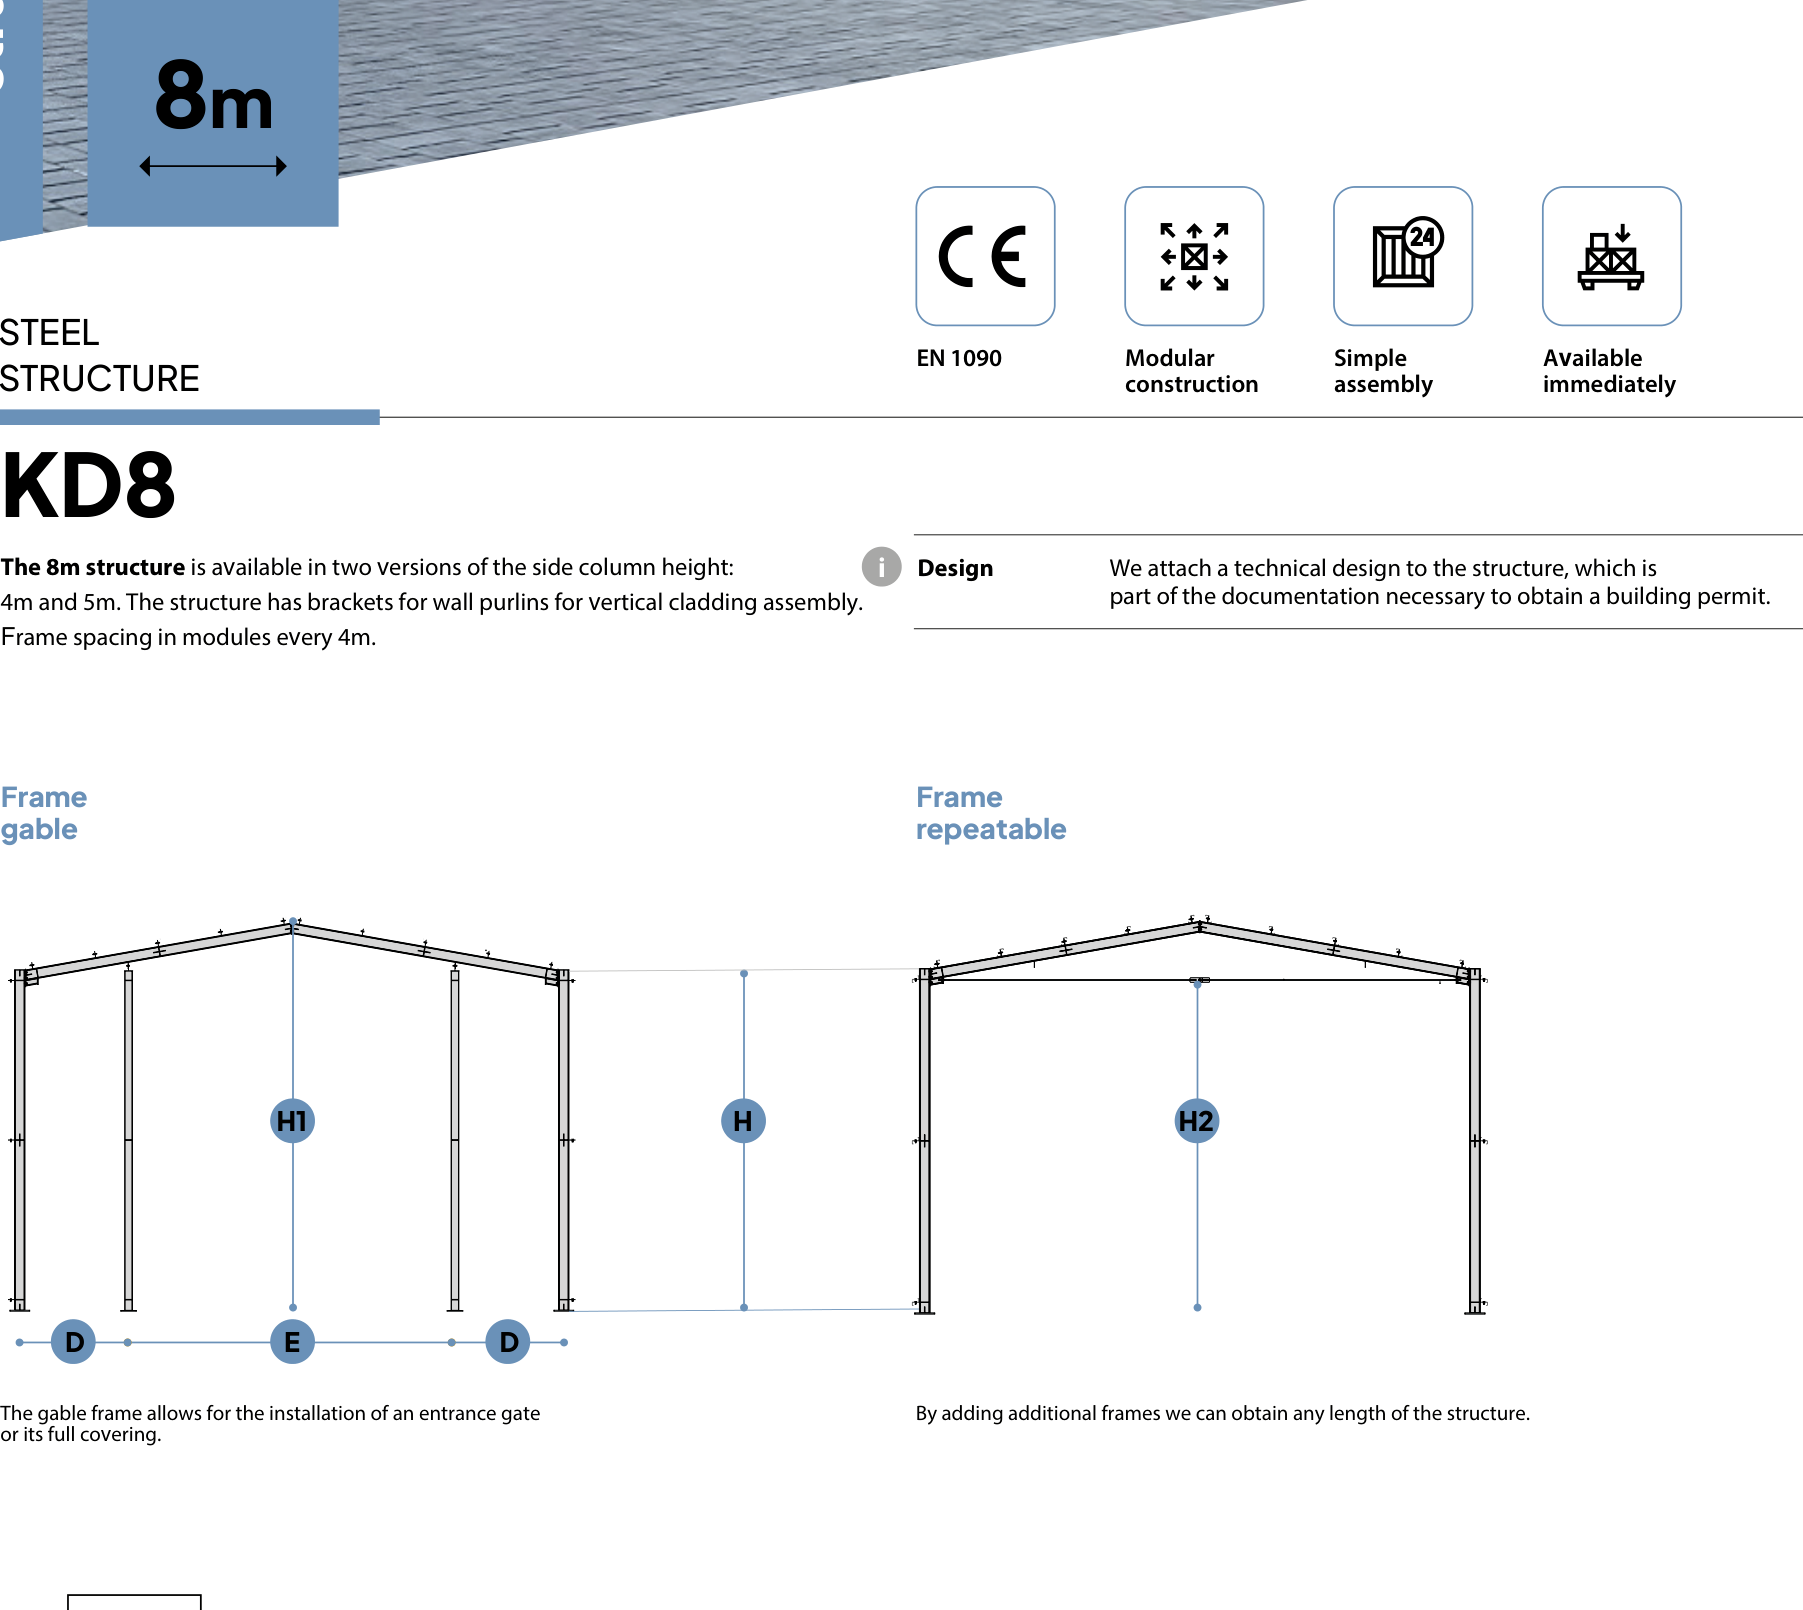 8m
24
EN 1090
Modular
construction
Simple
assembly
Available
immediately
STEEL
STRUCTURE
KD8
The 8m structure is available in two versions of the side column height:
4m and 5m. The structure has brackets for wall purlins for vertical cladding assembly.
Frame spacing in modules every 4m.
i
Design
We attach a technical design to the structure, which is
part of the documentation necessary to obtain a building permit.
Frame
gable
Frame
repeatable
H1
H
H2
D
E
D
The gable frame allows for the installation of an entrance gate
or its full covering.
By adding additional frames we can obtain any length of the structure.